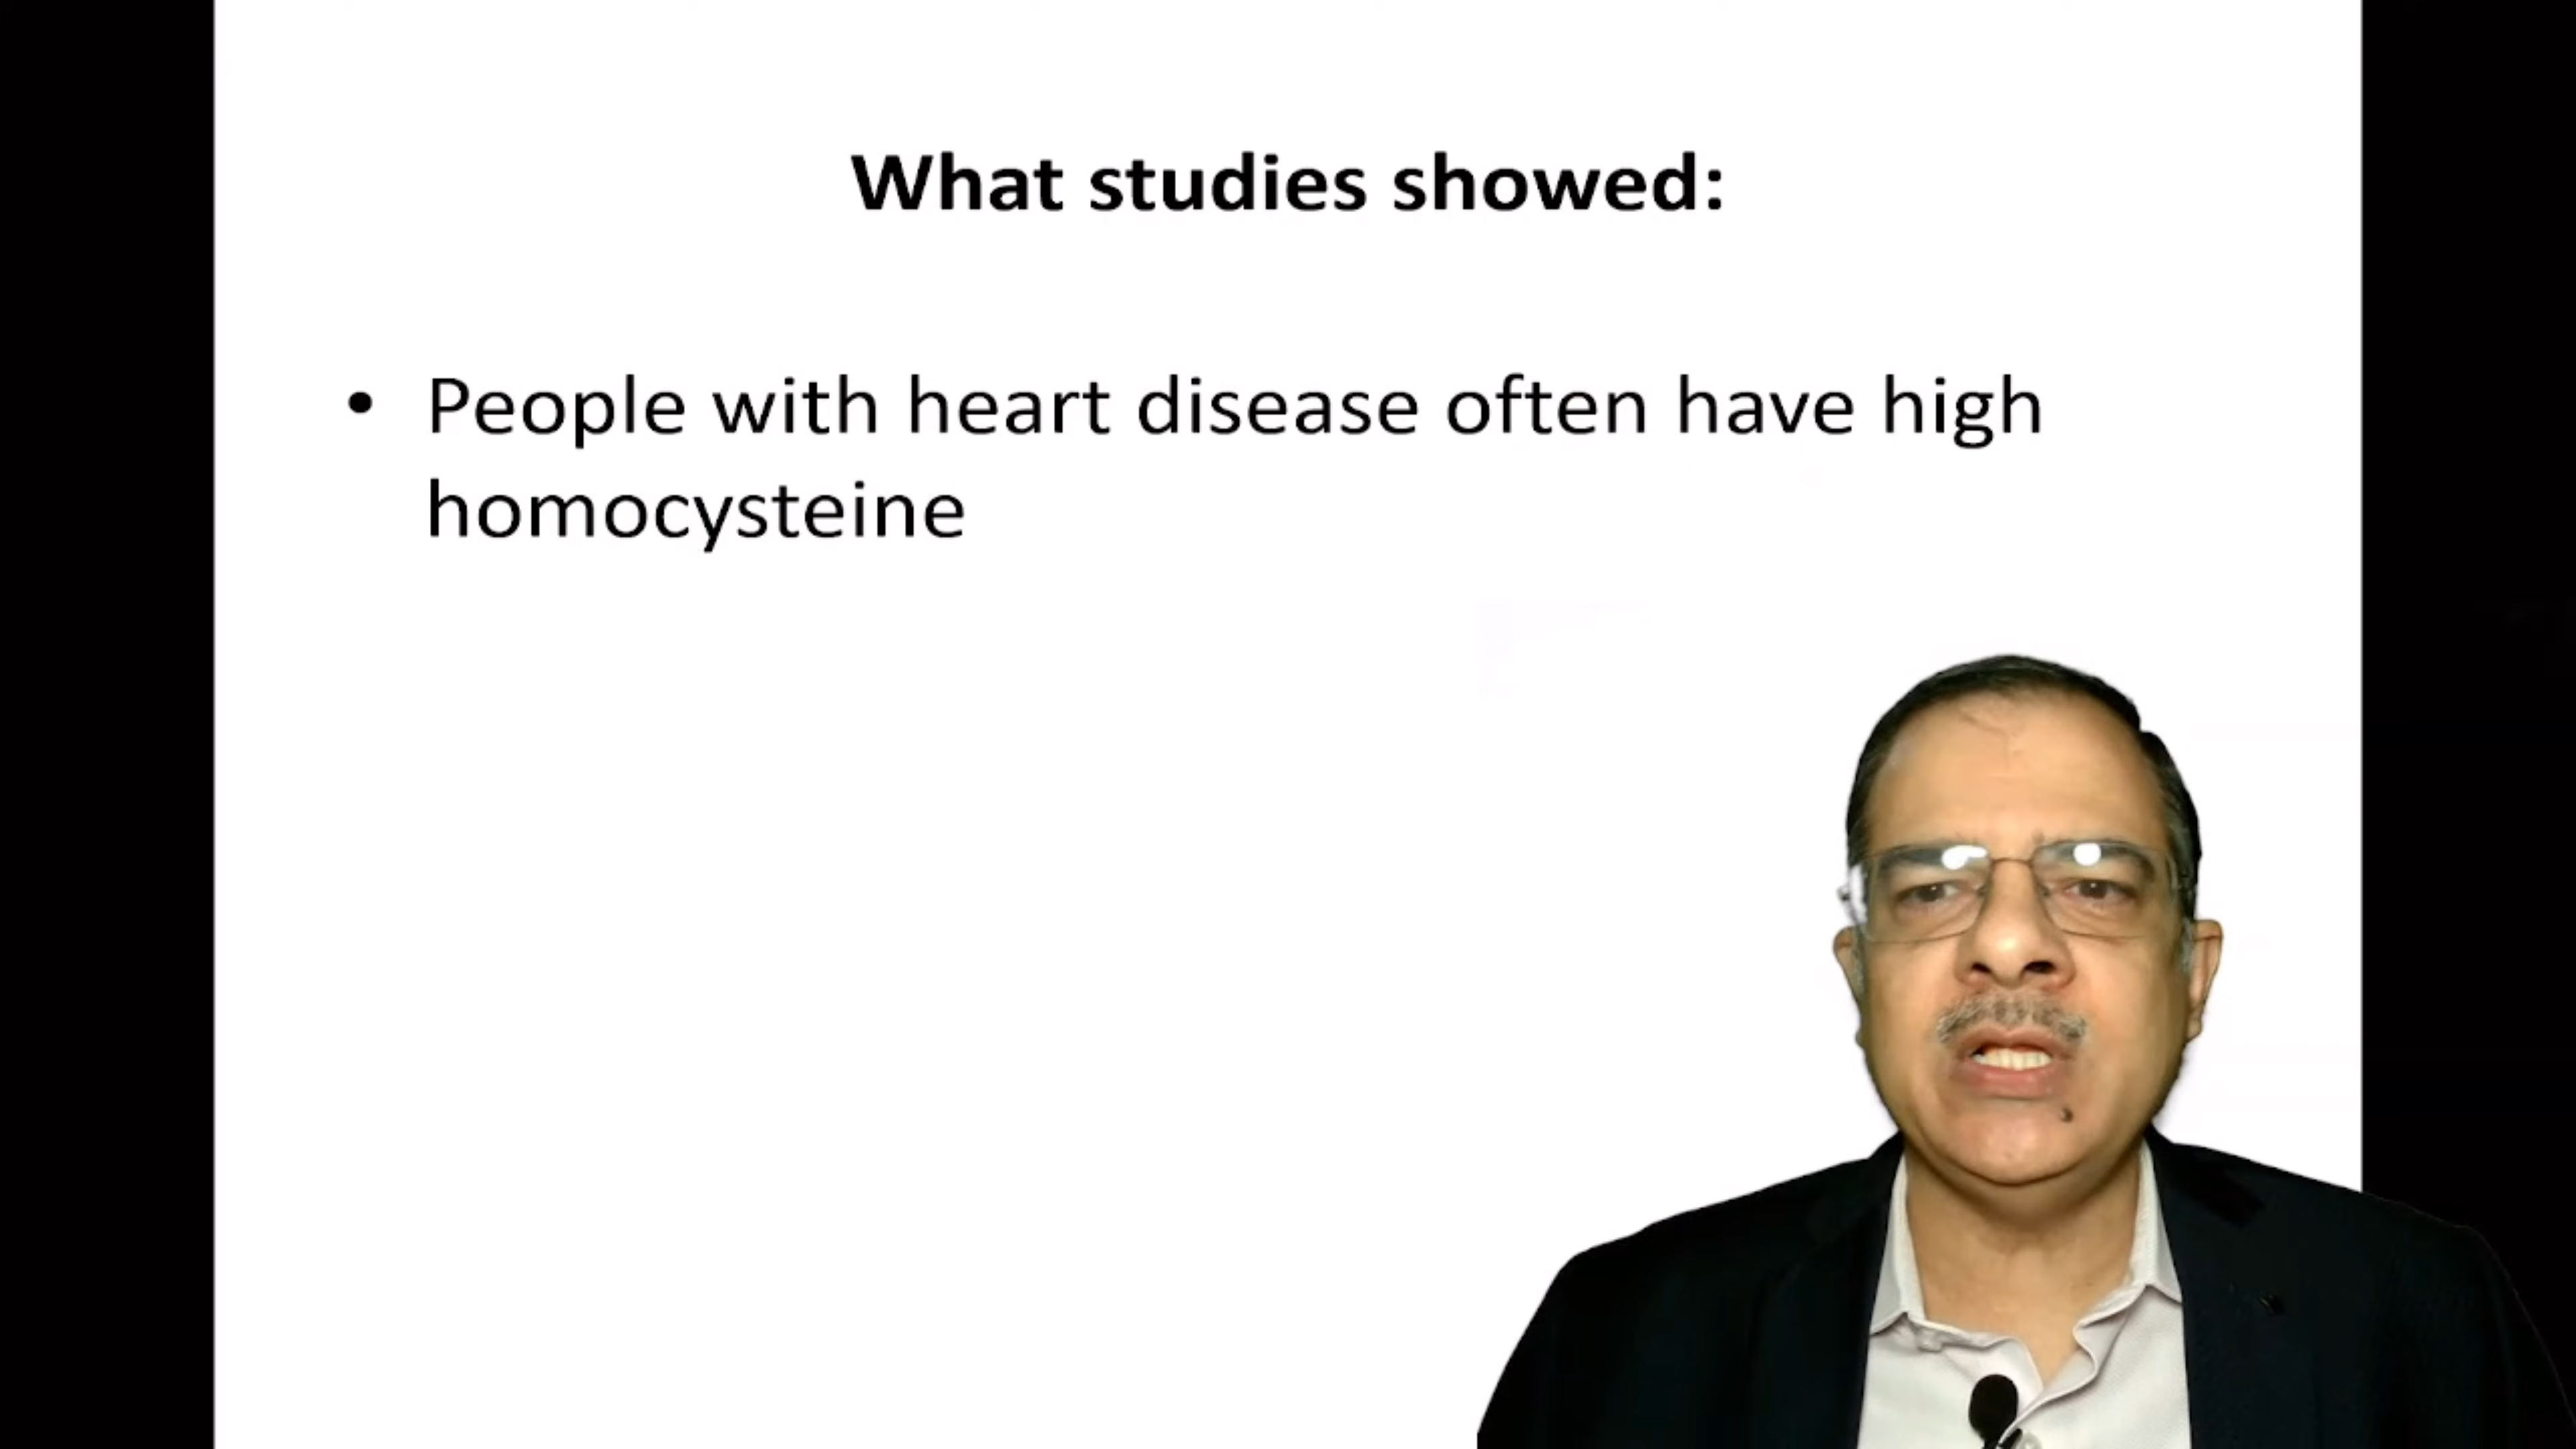 What studies showed:
• People with heart disease often have high
homocysteine